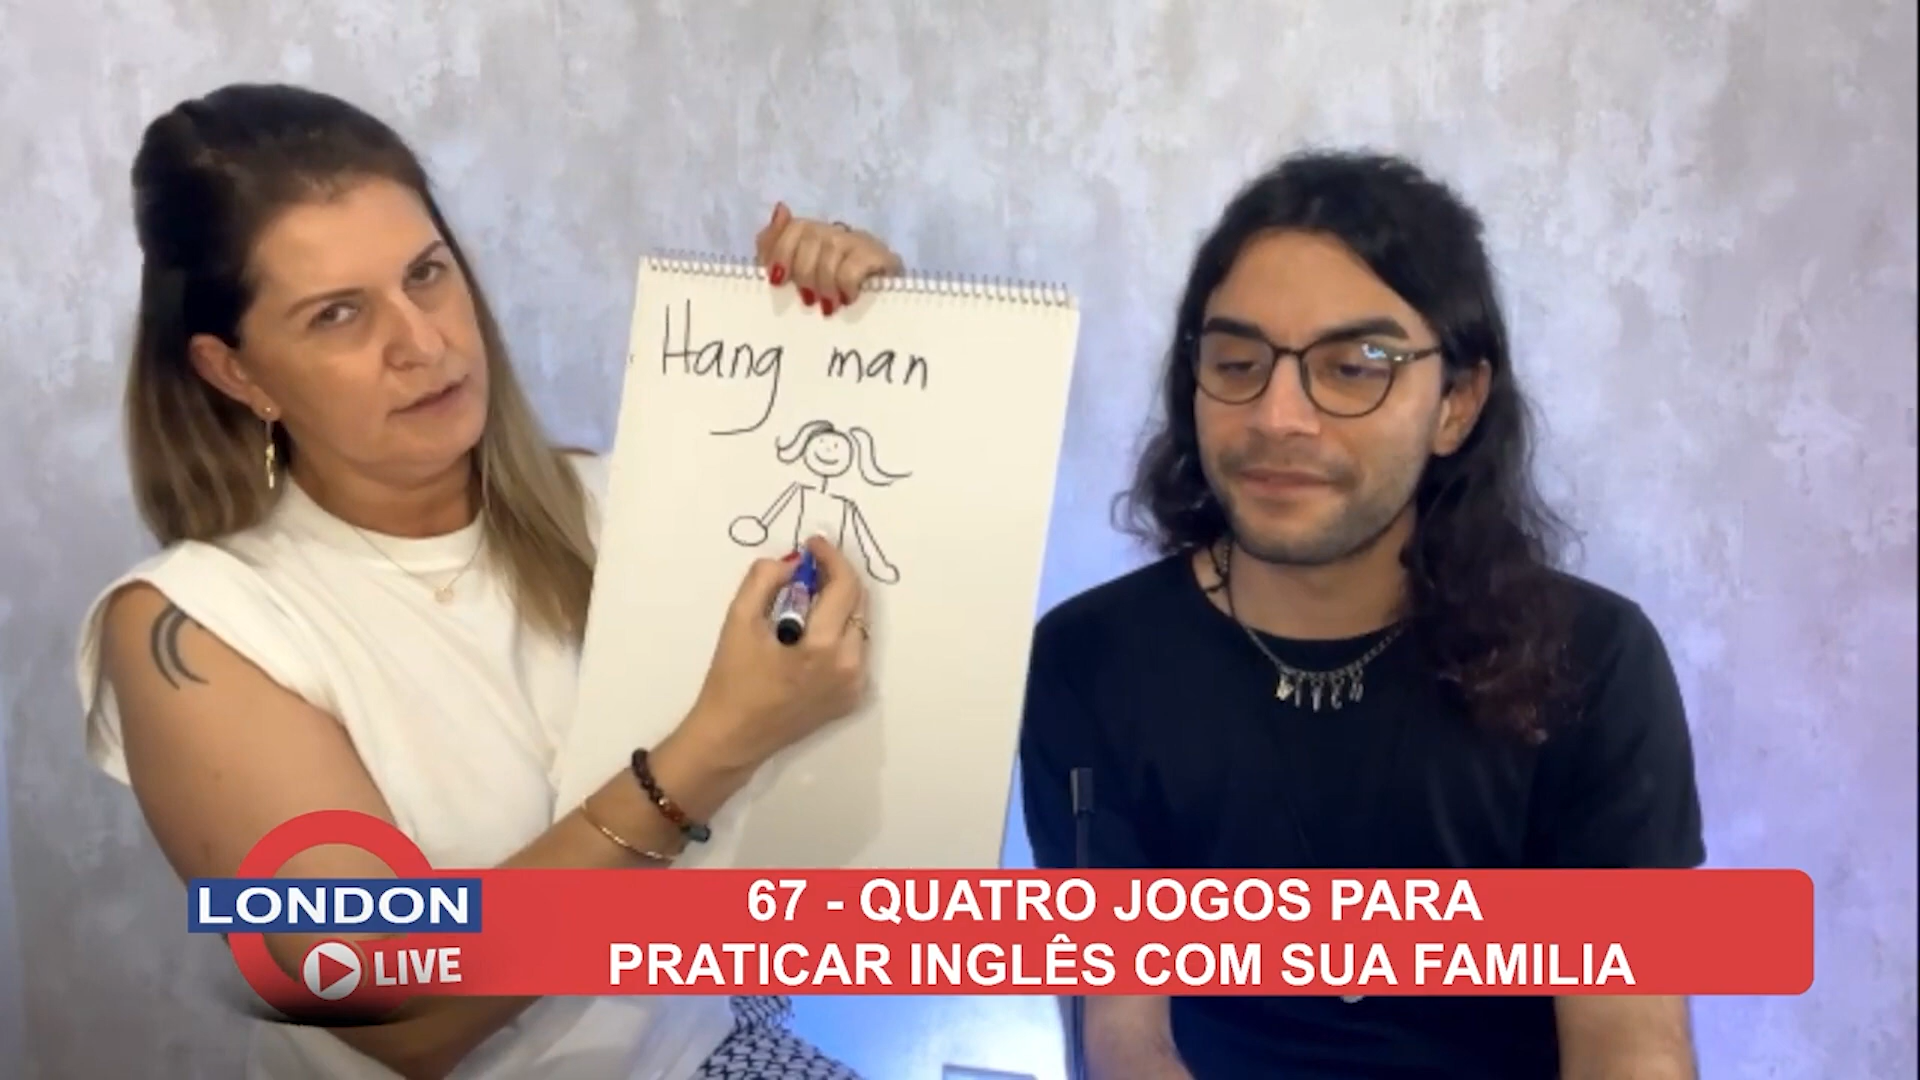 Hang man
67 - QUATRO JOGOS PARA
PRATICAR INGLÊS COM SUA FAMILIA
LONDON
LIVE